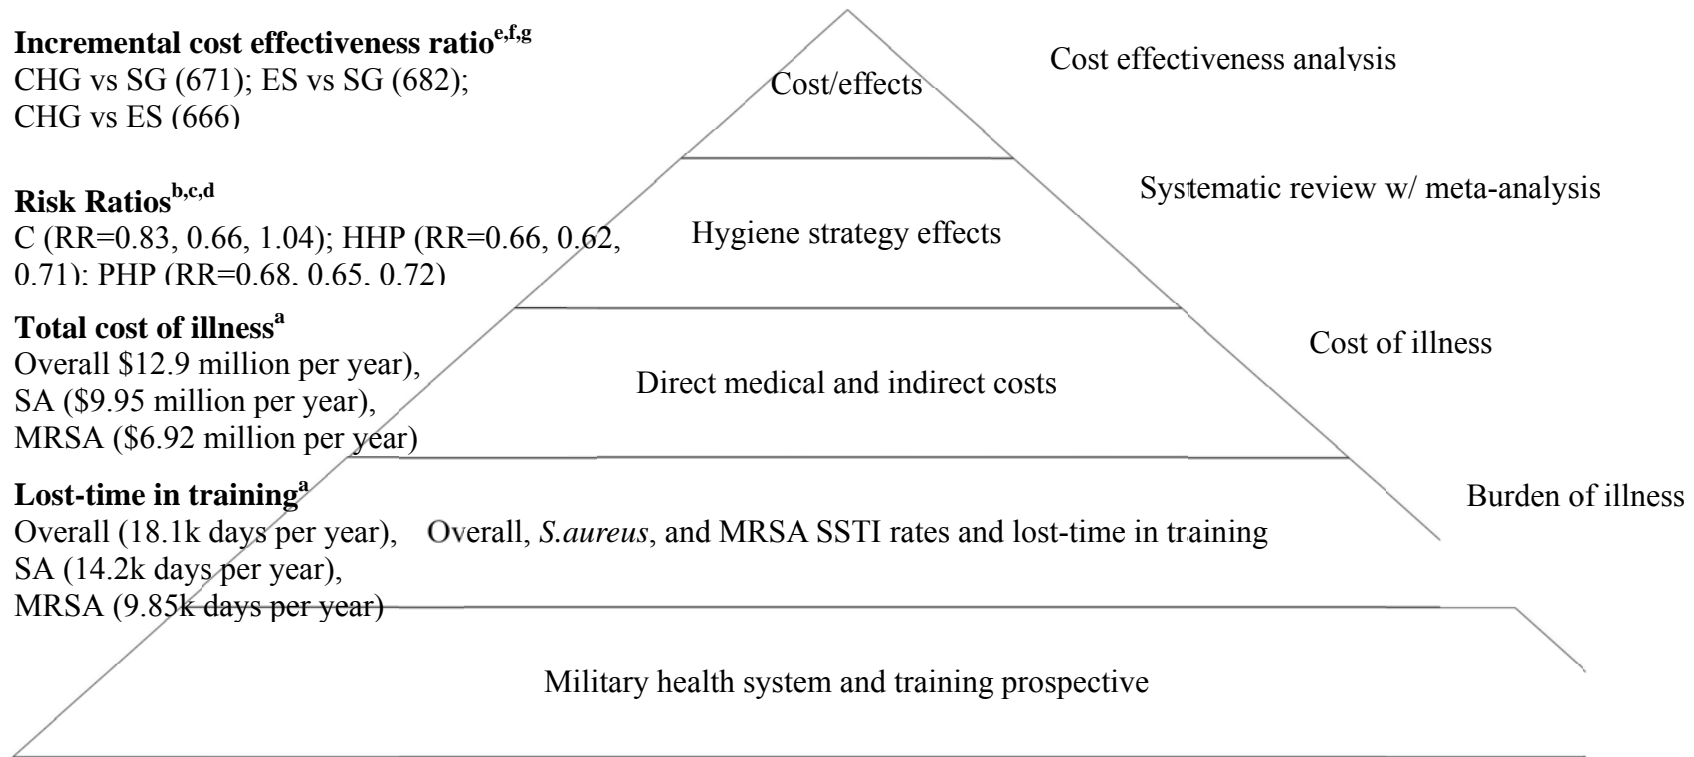 Incremental cost effectiveness ratioe,f,g
CHG vs SG (671); ES vs SG (682);
CHG vs ES (666)
Cost/effects
Cost effectiveness analysis
Risk Ratiosb,c,d
C (RR=0.83, 0.66, 1.04); HHP (RR=0.66, 0.62,
0.71); PHP (RR=0.68, 0.65, 0.72)
Hygiene strategy effects
Systematic review w/ meta-analysis
Total cost of illnessa
Overall $12.9 million per year),
SA ($9.95 million per year),
MRSA ($6.92 million per year)
Direct medical and indirect costs
Cost of illness
Lost-time in traininga
Overall (18.1k days per year),
SA (14.2k days per year),
MRSA (9.85k days per year)
Overall, S.aureus, and MRSA SSTI rates and lost-time in training
Burden of illness
Military health system and training prospective